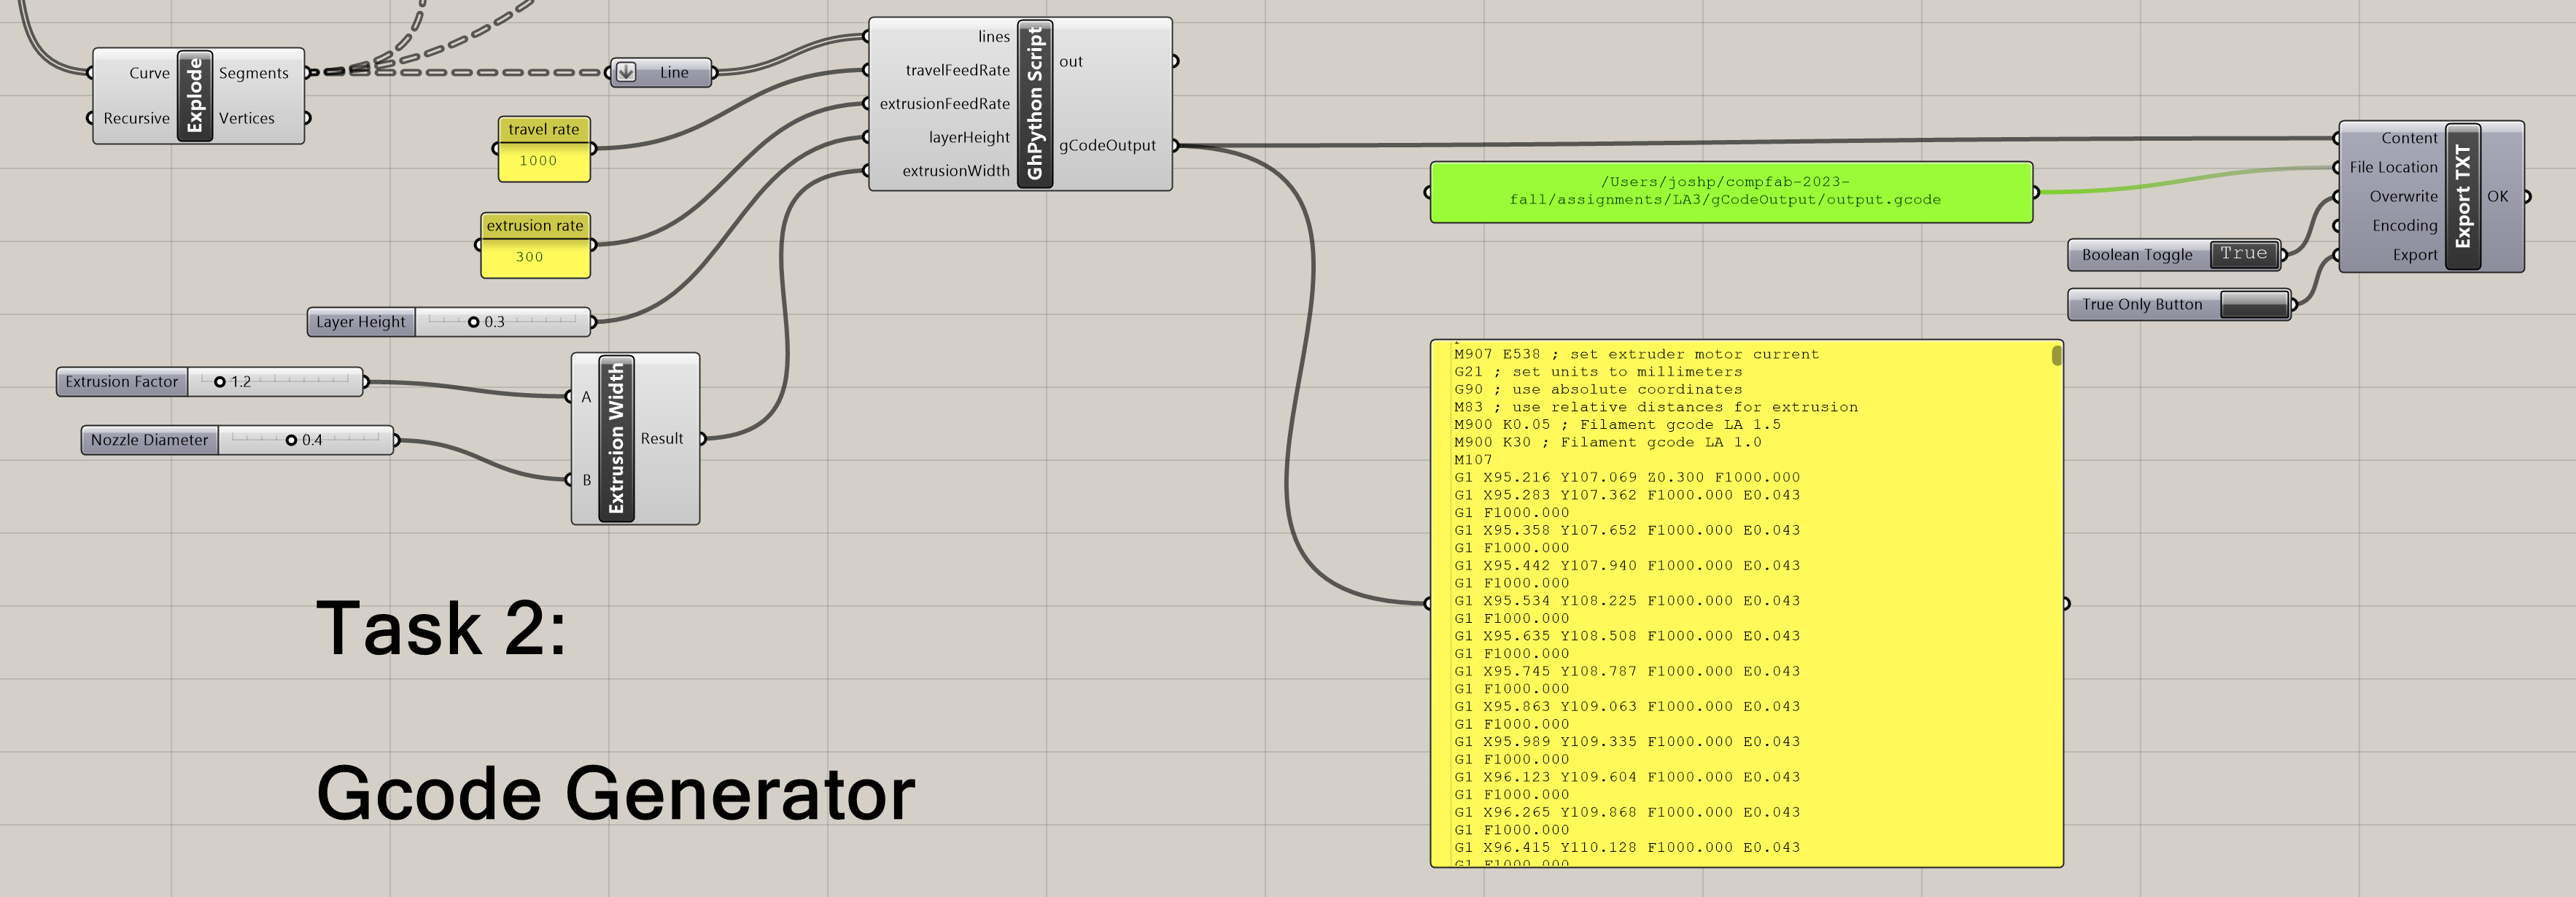 Curve
Recursive
Explode
Segments
Vertices
Line
travel rate
1000
extrusion rate
300
Layer Height
0.3
Extrusion Factor
1.2
Nozzle Diameter
0.4
A
B
Extrusion Width
Result
lines
travelFeedRate
extrusionFeedRate
layerHeight
extrusionWidth
GhPython Script
out
gCodeOutput
/Users/joshp/compfab-2023-
fall/assignments/LA3/gCodeOutput/output.gcode
Boolean Toggle
True
True Only Button
Content
File Location
Overwrite
Encoding
Export
Export TXT
OK
M907 E538 ; set extruder motor current
G21 ; set units to millimeters
G90 ; use absolute coordinates
M83 ; use relative distances for extrusion
M900 K0.05 ; Filament gcode LA 1.5
M900 K30 ; Filament gcode LA 1.0
M107
G1 X95.216 Y107.069 Z0.300 F1000.000
G1 X95.283 Y107.362 F1000.000 E0.043
G1 F1000.000
G1 X95.358 Y107.652 F1000.000 E0.043
G1 F1000.000
G1 X95.442 Y107.940 F1000.000 E0.043
G1 F1000.000
G1 X95.534 Y108.225 F1000.000 E0.043
G1 F1000.000
G1 X95.635 Y108.508 F1000.000 E0.043
G1 F1000.000
G1 X95.745 Y108.787 F1000.000 E0.043
G1 F1000.000
G1 X95.863 Y109.063 F1000.000 E0.043
G1 F1000.000
G1 X95.989 Y109.335 F1000.000 E0.043
G1 F1000.000
G1 X96.123 Y109.604 F1000.000 E0.043
G1 F1000.000
G1 X96.265 Y109.868 F1000.000 E0.043
G1 F1000.000
G1 X96.415 Y110.128 F1000.000 E0.043
G1 F1000.000
Task 2:
Gcode Generator